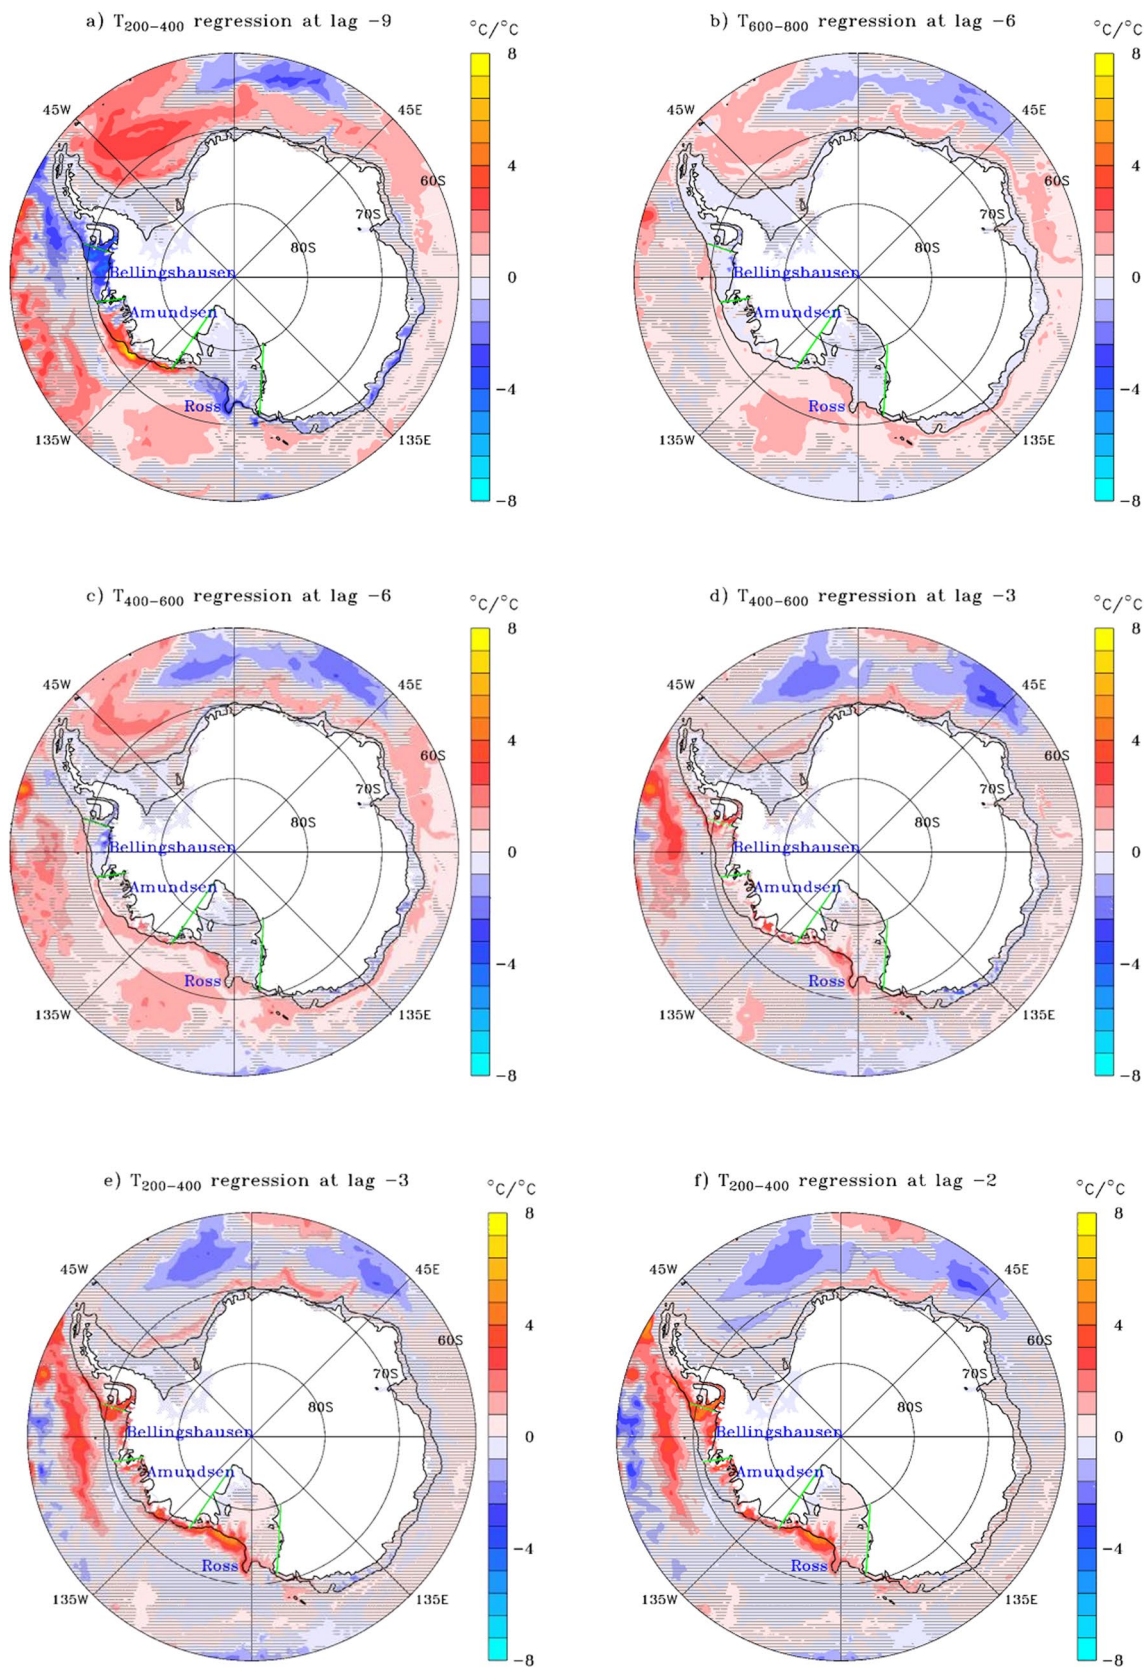 a) T200-400 regression at lag -9
b) T600-800 regression at lag -6
°C/°C
°C/°C
8
8
45W
45E
45W
45E
4
4
60S
60S
70S
70S
80S
80S
Bellingshausen
0
Bellingshausen
0
Amundsen
Amundsen
-4
-4
Ross
Ross
135W
135E
135W
135E
-8
-8
c) T400-600 regression at lag -6
d) T400-600 regression at lag -3
°C/°C
°C/°C
8
8
45W
45E
45W
45E
4
4
60S
60S
70S
70S
80S
80S
Bellingshausen
0
Bellingshausen
0
Amundsen
Amundsen
-4
-4
Ross
Ross
135W
135E
135W
135E
-8
-8
e) T200-400 regression at lag -3
f) T200-400 regression at lag -2
°C/°C
°C/°C
8
8
45W
45E
45W
45E
4
4
60S
60S
70S
70S
80S
80S
Bellingshausen
0
Bellingshausen
0
Amundsen
Amundsen
-4
-4
Ross
Ross
135W
135E
135W
135E
-8
-8